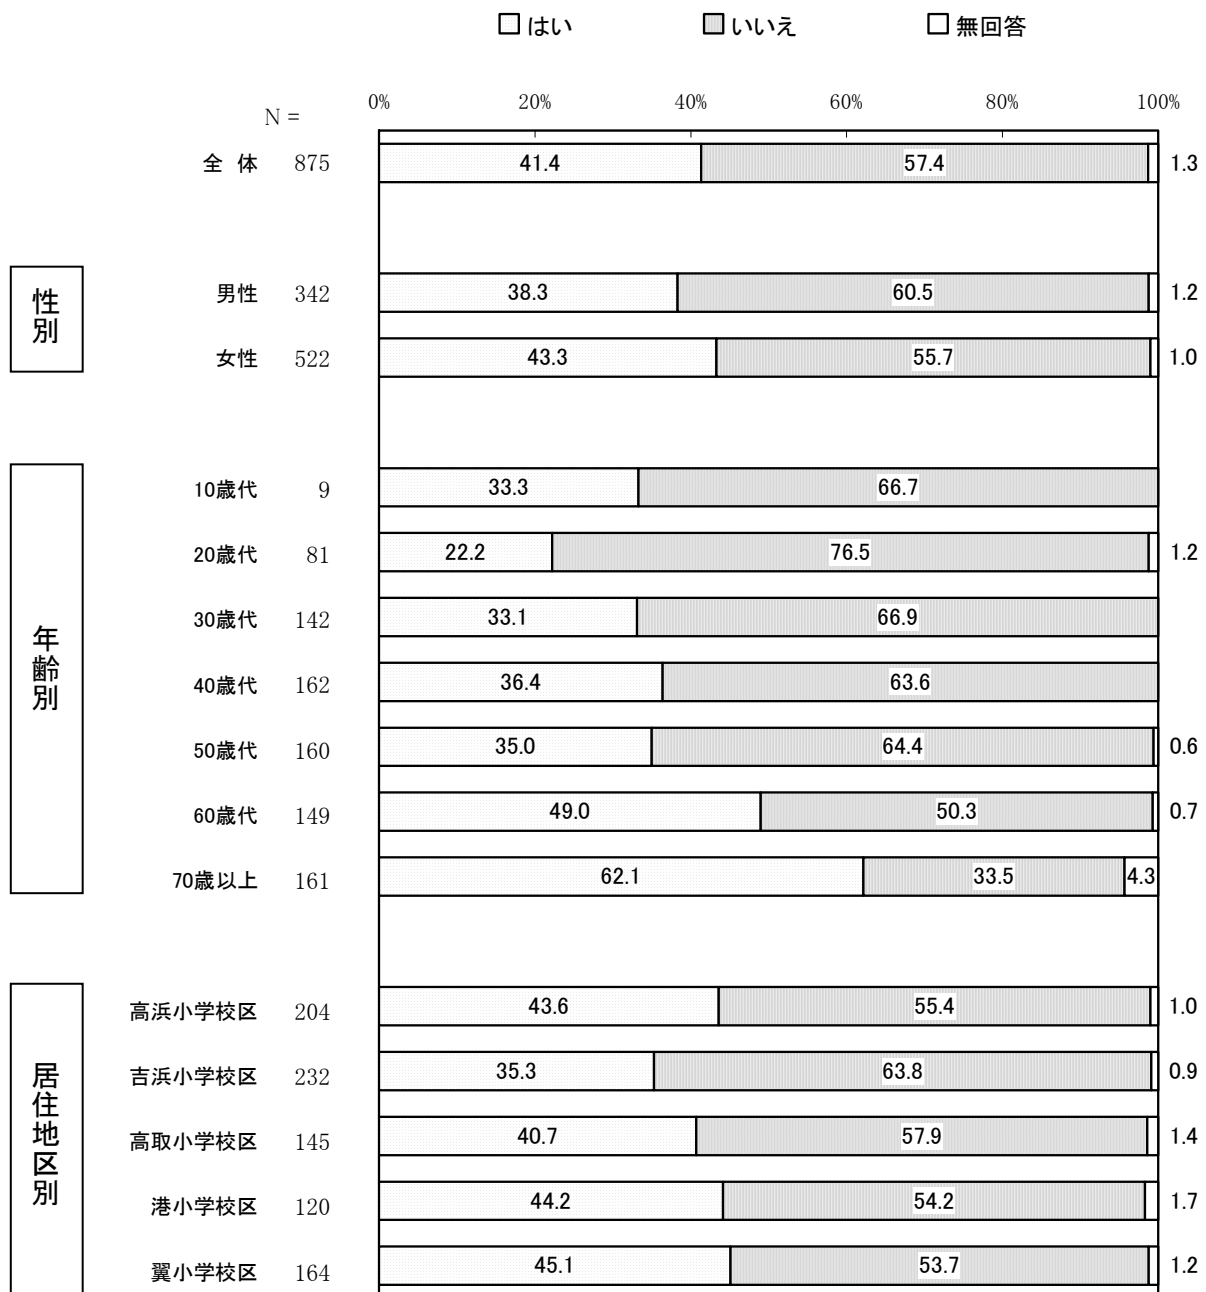 はい いいえ 無回答
0% 20% 40% 60% 80% 100%
N =
全 体 875 41.4 57.4 1.3
性別
男性 342 38.3 60.5 1.2
女性 522 43.3 55.7 1.0
年齢別
10歳代 9 33.3 66.7
20歳代 81 22.2 76.5 1.2
30歳代 142 33.1 66.9
40歳代 162 36.4 63.6
50歳代 160 35.0 64.4 0.6
60歳代 149 49.0 50.3 0.7
70歳以上 161 62.1 33.5 4.3
居住地区別
高浜小学校区 204 43.6 55.4 1.0
吉浜小学校区 232 35.3 63.8 0.9
高取小学校区 145 40.7 57.9 1.4
港小学校区 120 44.2 54.2 1.7
翼小学校区 164 45.1 53.7 1.2